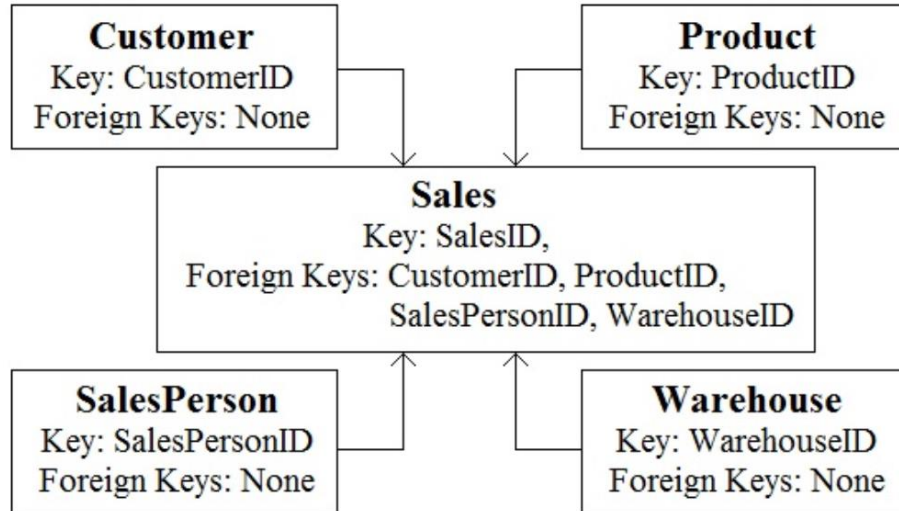 Customer
Key: CustomerID
Foreign Keys: None
Product
Key: ProductID
Foreign Keys: None
Sales
Key: SalesID,
Foreign Keys: CustomerID, ProductID,
SalesPersonID, WarehouseID
SalesPerson
Key: SalesPersonID
Foreign Keys: None
Warehouse
Key: WarehouseID
Foreign Keys: None